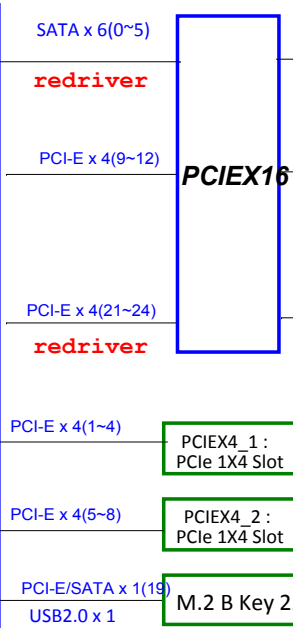 SATA x 6(0~5)
redriver
PCI-E x 4(9~12)
PCIEX16
PCI-E x 4(21~24)
redriver
PCI-E x 4(1~4)
PCIEX4_1 :
PCIe 1X4 Slot
PCI-E x 4(5~8)
PCIEX4_2 :
PCIe 1X4 Slot
PCI-E/SATA x 1(19)
M.2 B Key 2
USB2.0 x 1